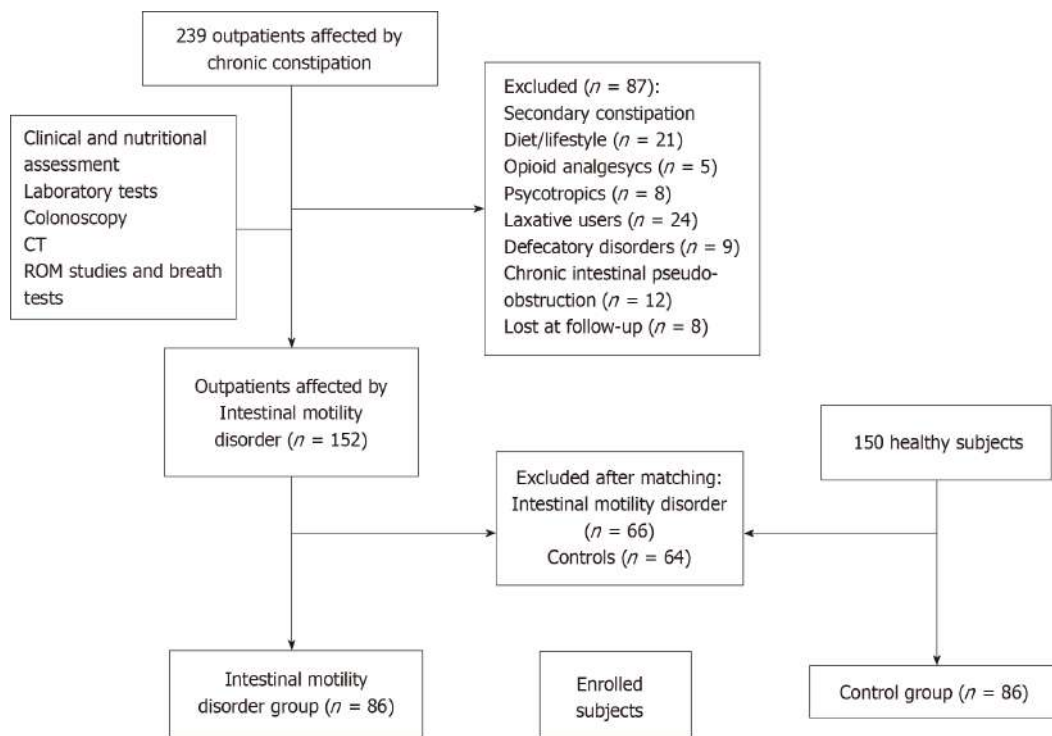 239 outpatients affected by
chronic constipation
Excluded (n = 87):
Secondary constipation
Diet/lifestyle (n = 21)
Opioid analgesycs (n = 5)
Psycotropics (n = 8)
Laxative users (n = 24)
Defecatory disorders (n = 9)
Chronic intestinal pseudo-
obstruction (n = 12)
Lost at follow-up (n = 8)
Clinical and nutritional
assessment
Laboratory tests
Colonoscopy
CT
ROM studies and breath
tests
Outpatients affected by
Intestinal motility
disorder (n = 152)
150 healthy subjects
Excluded after matching:
Intestinal motility disorder
(n = 66)
Controls (n = 64)
Intestinal motility
disorder group (n = 86)
Enrolled
subjects
Control group (n = 86)